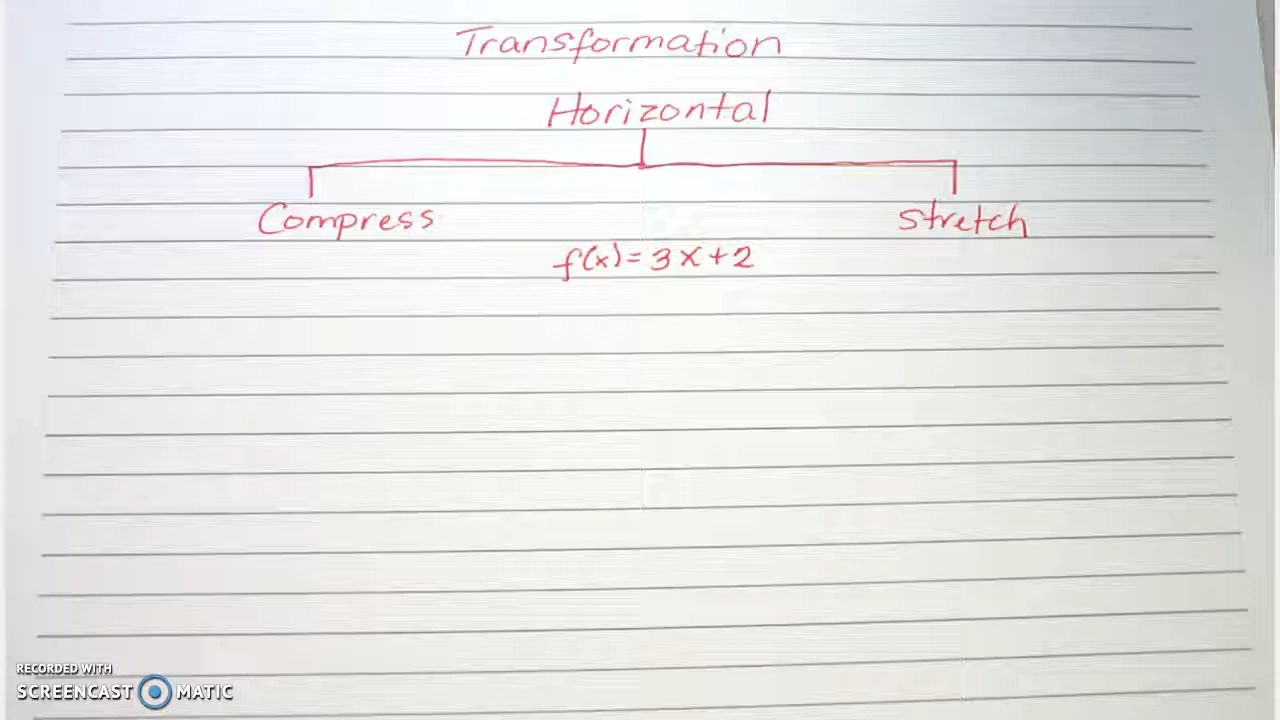 Transformation
Horizontal
Compress Stretch
f(x)=3x+2
RECORDED WITH
SCREENCAST MATIC